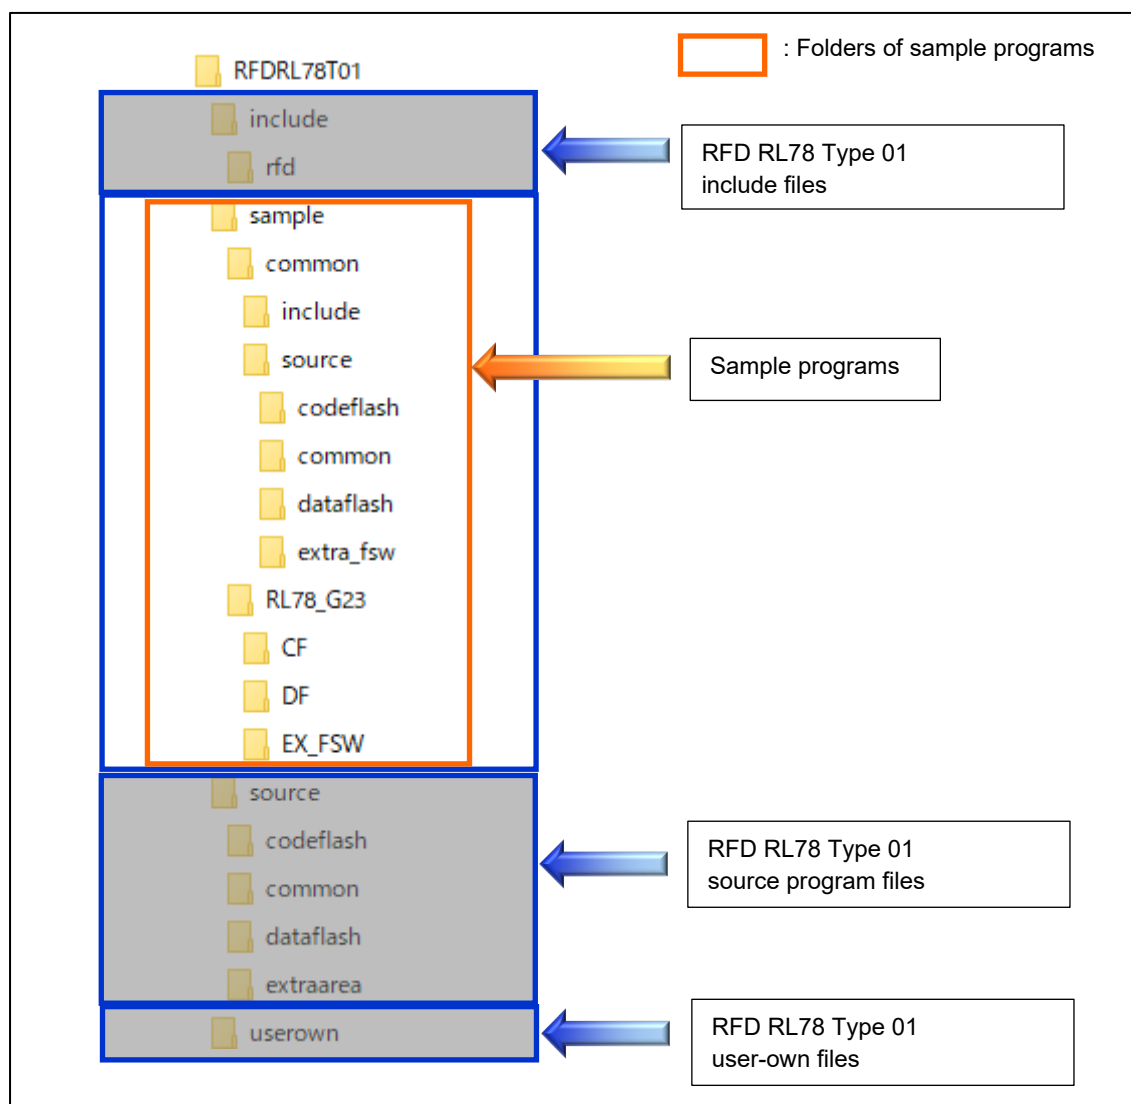 : Folders of sample programs
RFDRL78T01
include
rfd
RFD RL78 Type 01
include files
sample
common
include
source
Sample programs
codeflash
common
dataflash
extra_fsw
RL78_G23
CF
DF
EX_FSW
source
codeflash
common
dataflash
extraarea
RFD RL78 Type 01
source program files
userown
RFD RL78 Type 01
user-own files